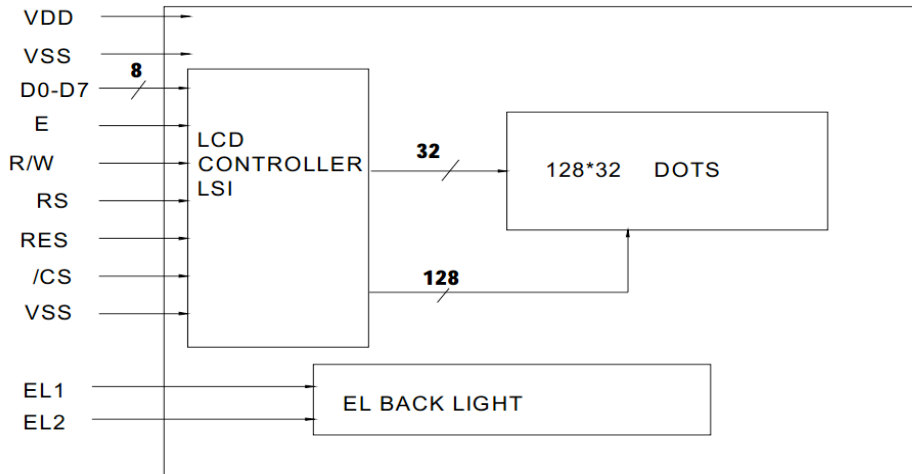 VDD
VSS
8
D0-D7
E
R/W
RS
RES
/CS
VSS
LCD
CONTROLLER
LSI
32
128*32 DOTS
128
EL1
EL2
EL BACK LIGHT